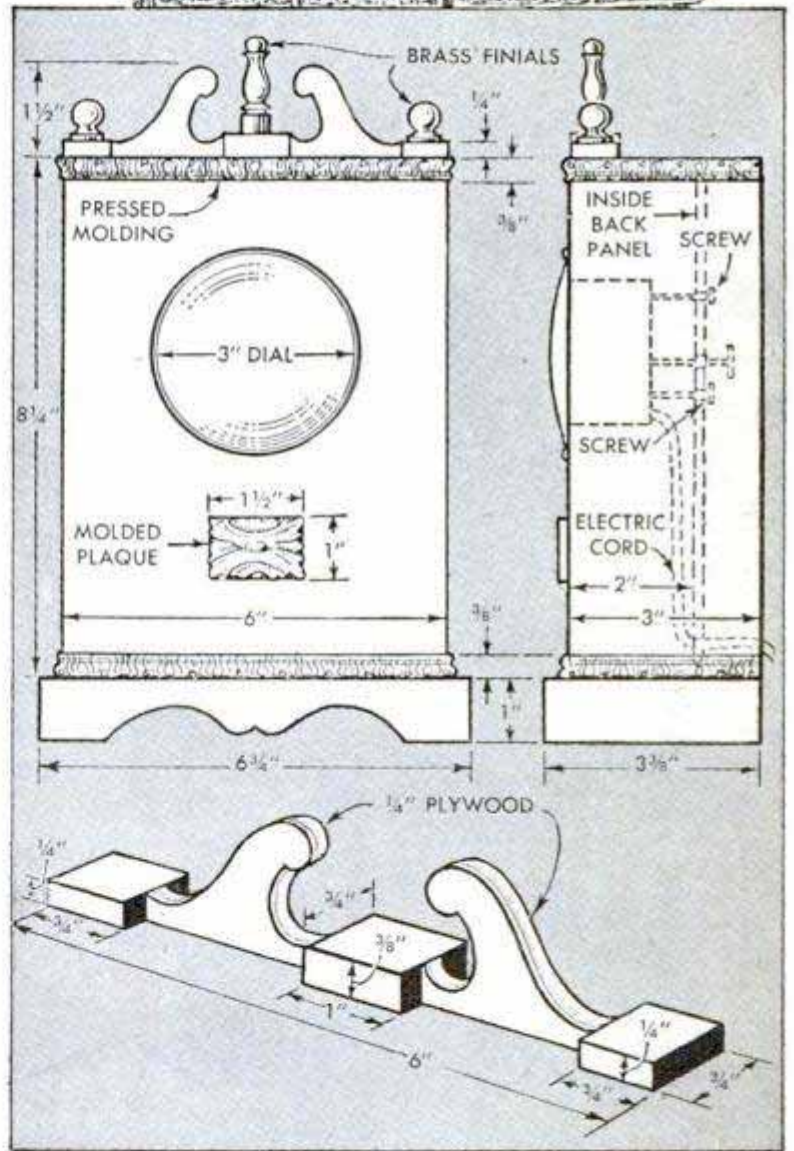 BRASS FINIALS
1½"
¼"
PRESSED
MOLDING
⅜"
INSIDE
BACK
PANEL
SCREW
3" DIAL
8¼"
SCREW
1½"
MOLDED
PLAQUE
1"
ELECTRIC
CORD
2"
6"
⅜"
3"
1"
6¾"
3⅜"
¼" PLYWOOD
¼"
¾"
¾"
⅜"
1"
6"
¼"
¾"
¾"